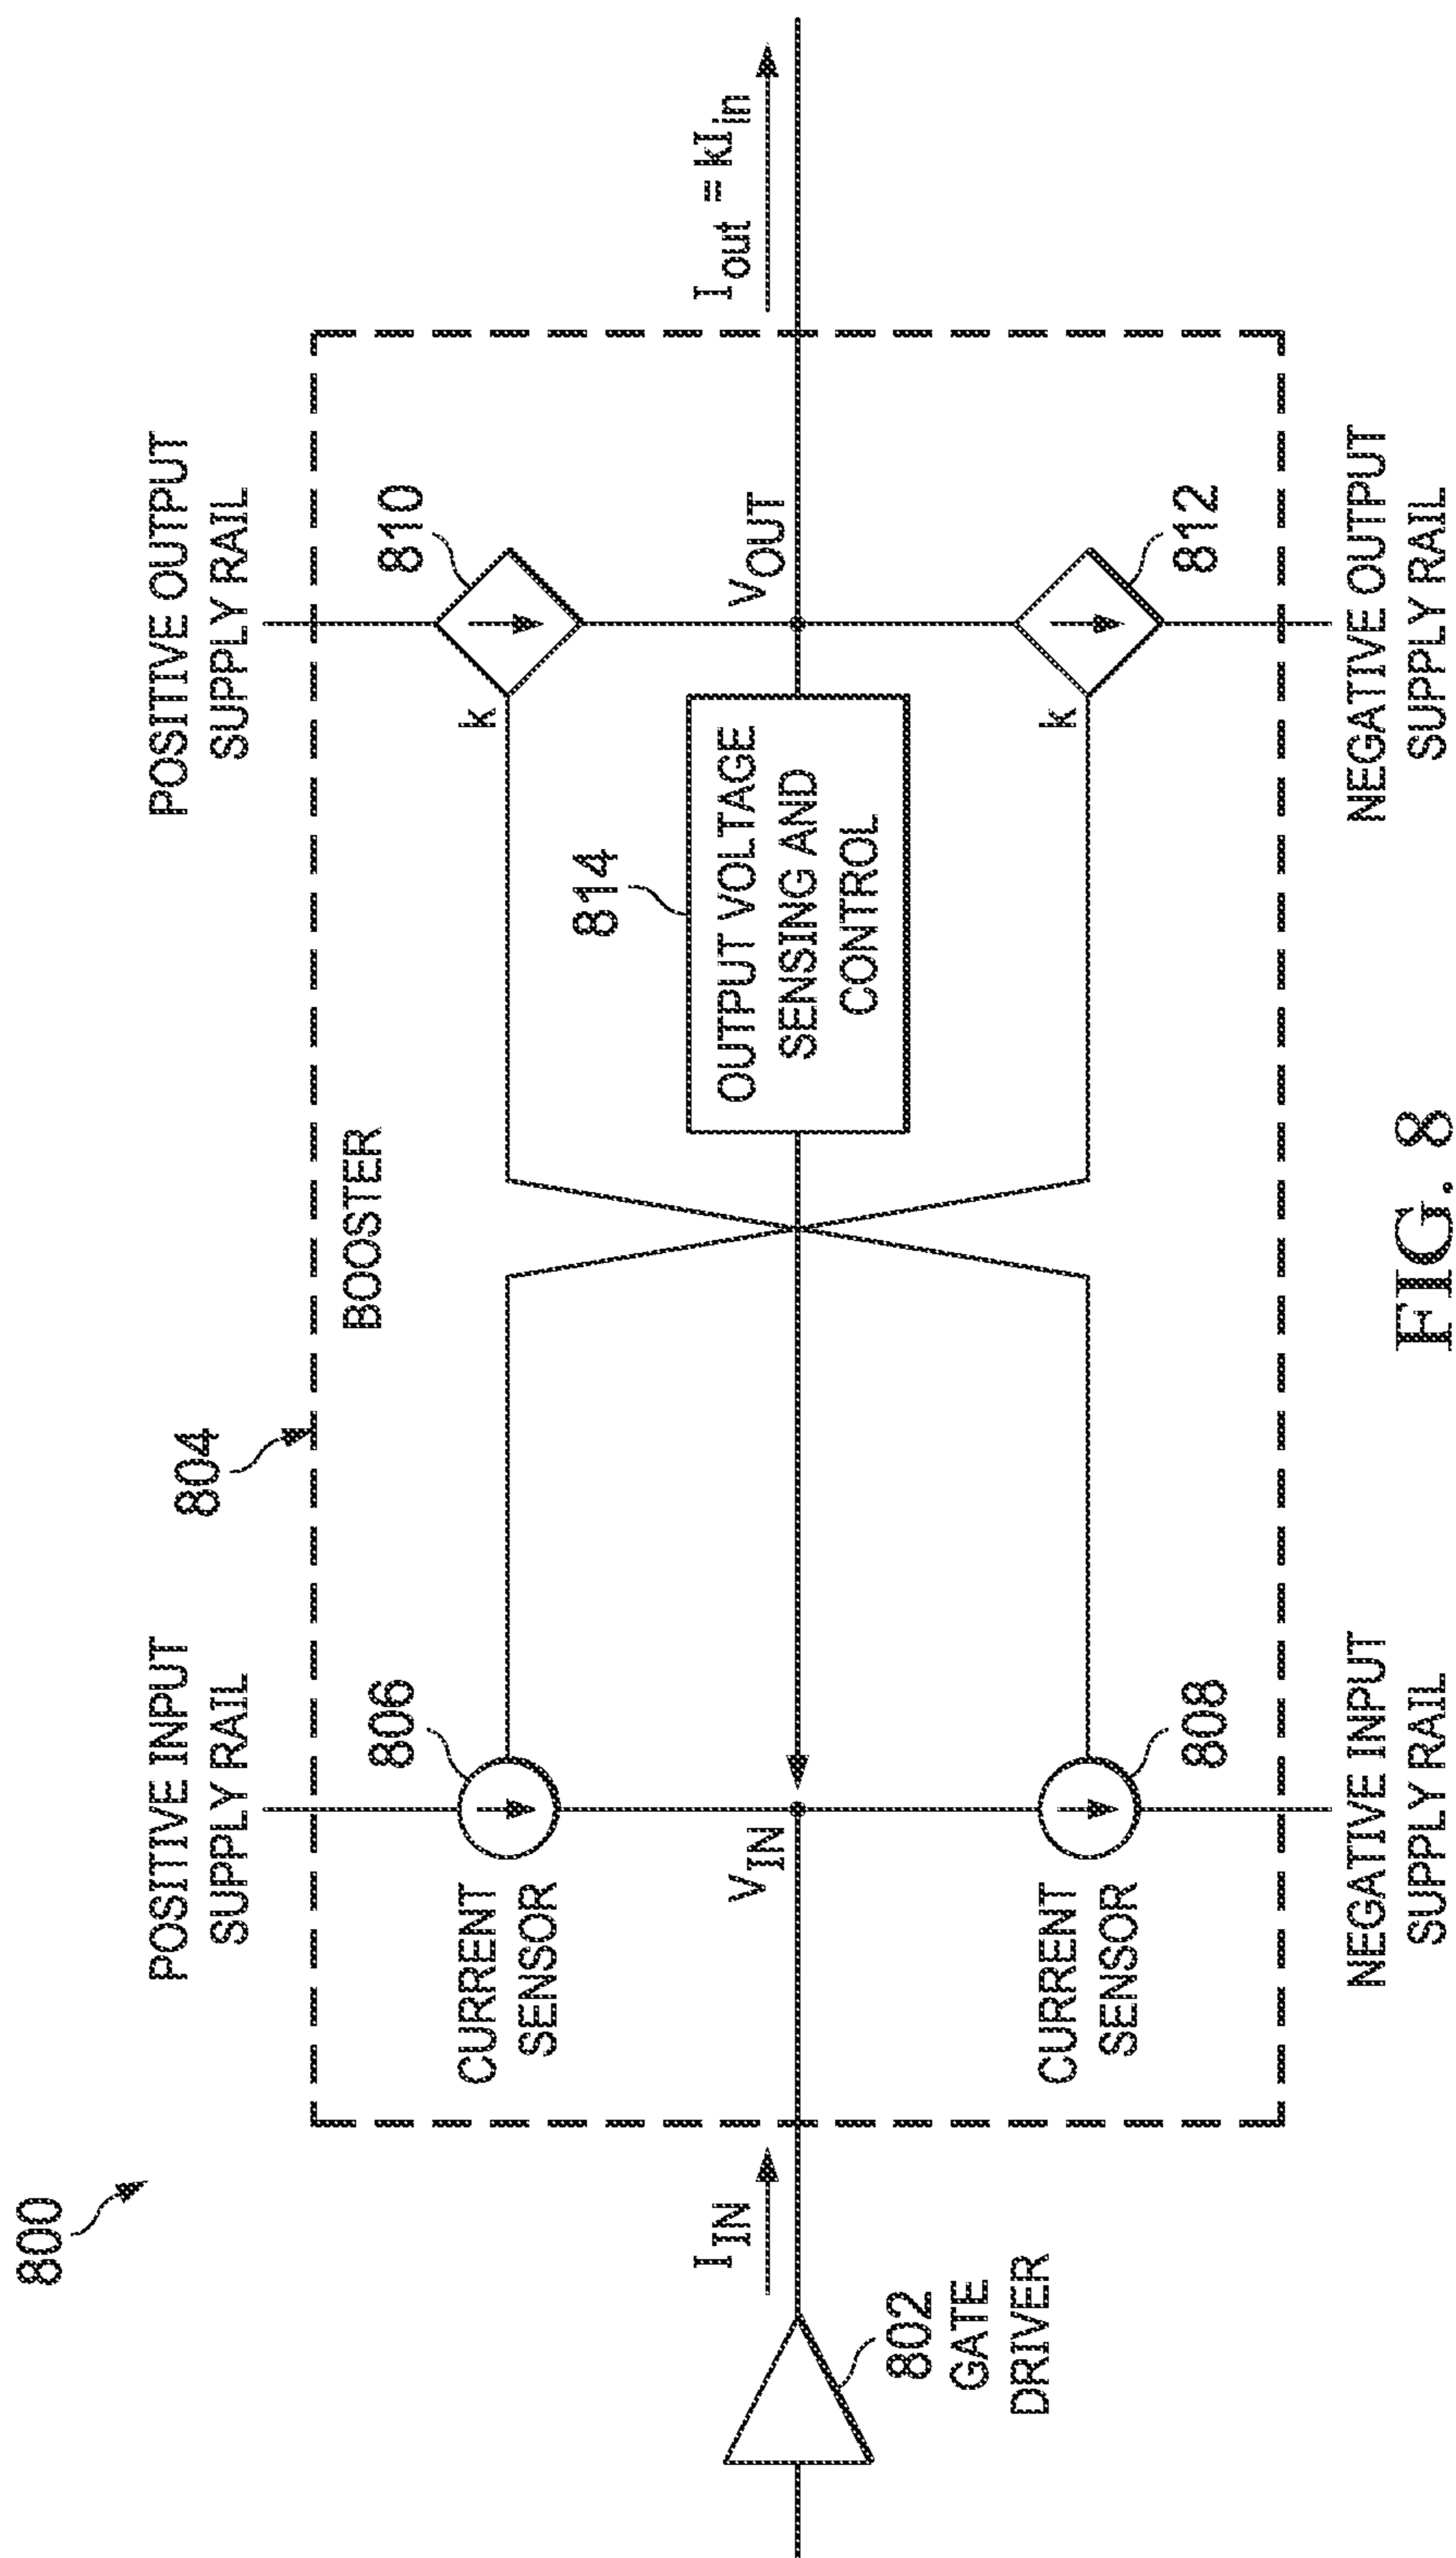 800
804
POSITIVE INPUT
SUPPLY RAIL
POSITIVE OUTPUT
SUPPLY RAIL
BOOSTER
806
CURRENT
SENSOR
810
k
814
OUTPUT VOLTAGE
SENSING AND
CONTROL
I_IN
V_IN
V_OUT
I_out = kI_in
802
GATE
DRIVER
CURRENT
SENSOR
808
k
812
NEGATIVE INPUT
SUPPLY RAIL
NEGATIVE OUTPUT
SUPPLY RAIL
FIG. 8